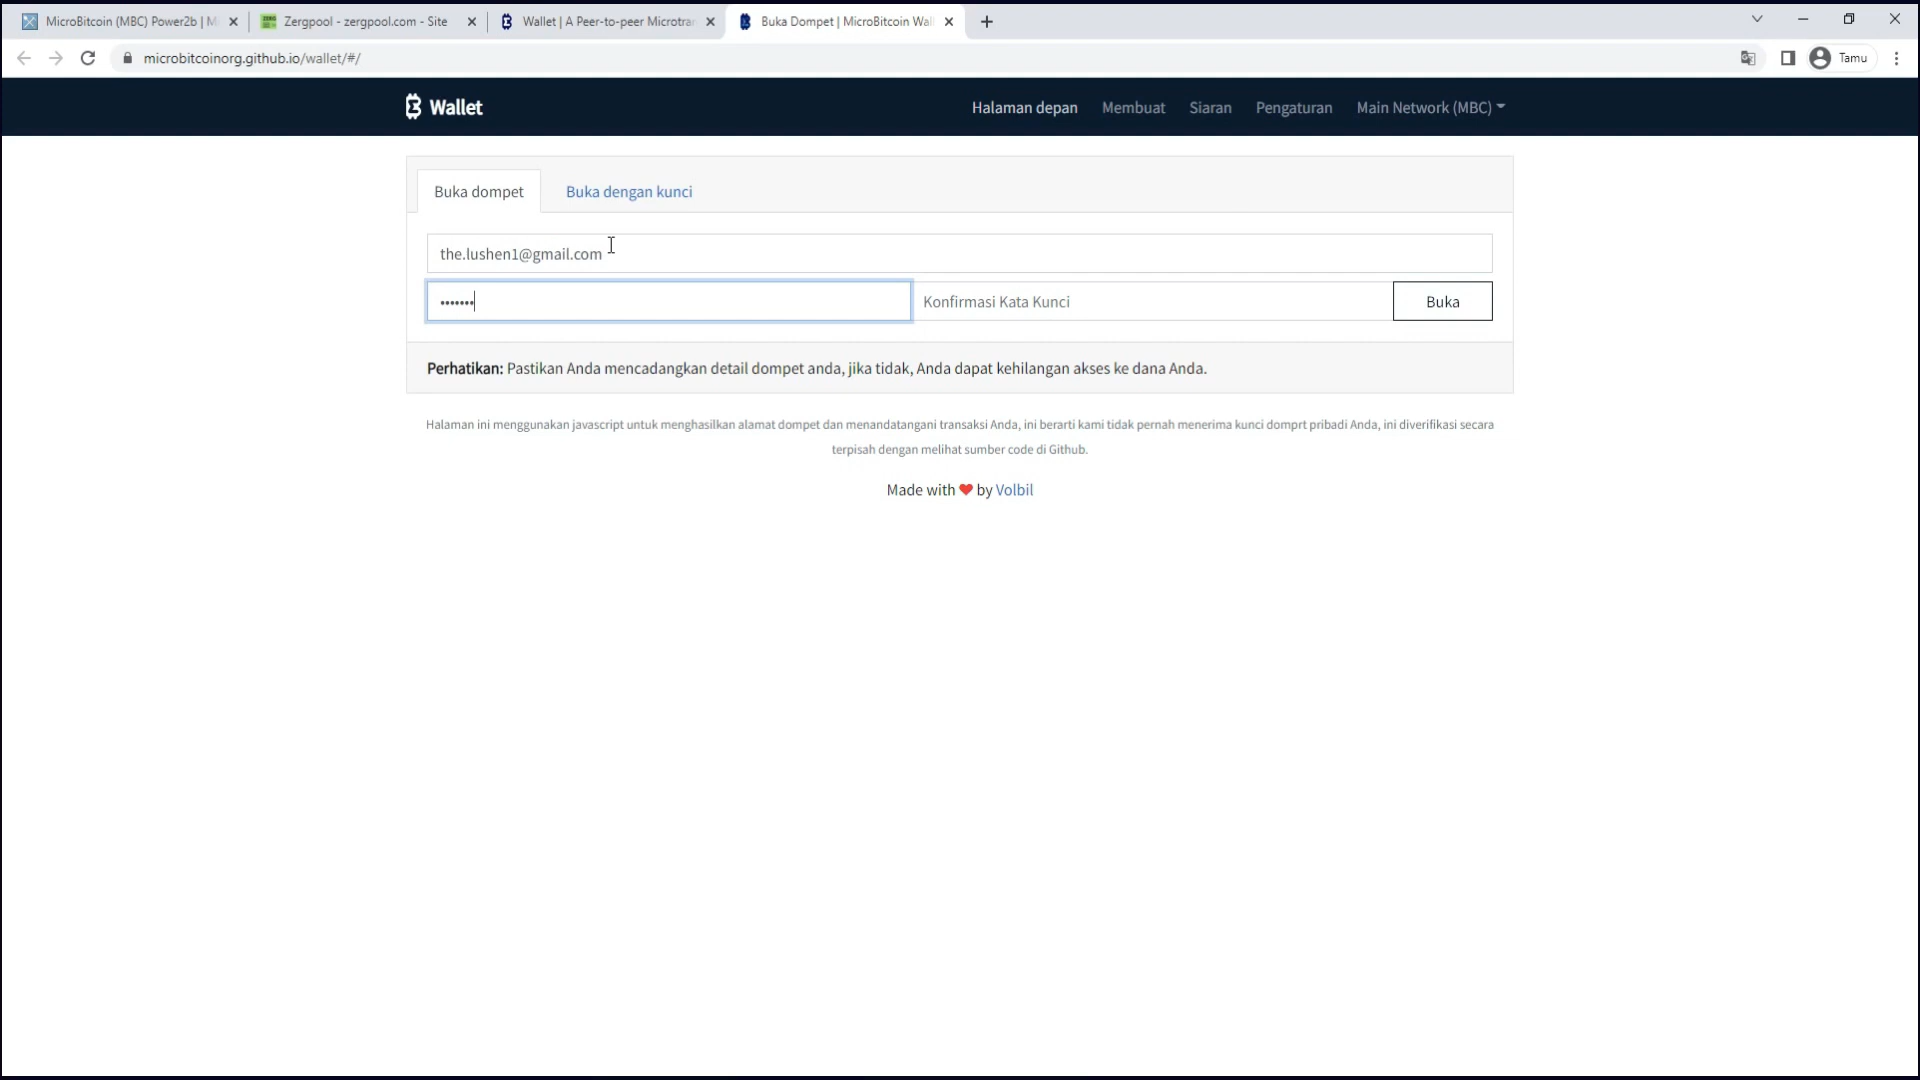 MicroBitcoin (MBC) Power2b | M
Zergpool - zergpool.com - Site
Wallet | A Peer-to-peer Microtran
Buka Dompet | MicroBitcoin Wal
microbitcoinorg.github.io/wallet/#/
Tamu
Wallet
Halaman depan
Membuat
Siaran
Pengaturan
Main Network (MBC)
Buka dompet
Buka dengan kunci
the.lushen1@gmail.com
•••••••
Konfirmasi Kata Kunci
Buka
Perhatikan: Pastikan Anda mencadangkan detail dompet anda, jika tidak, Anda dapat kehilangan akses ke dana Anda.
Halaman ini menggunakan javascript untuk menghasilkan alamat dompet dan menandatangani transaksi Anda, ini berarti kami tidak pernah menerima kunci domprt pribadi Anda, ini diverifikasi secara
terpisah dengan melihat sumber code di Github.
Made with ❤ by Volbil